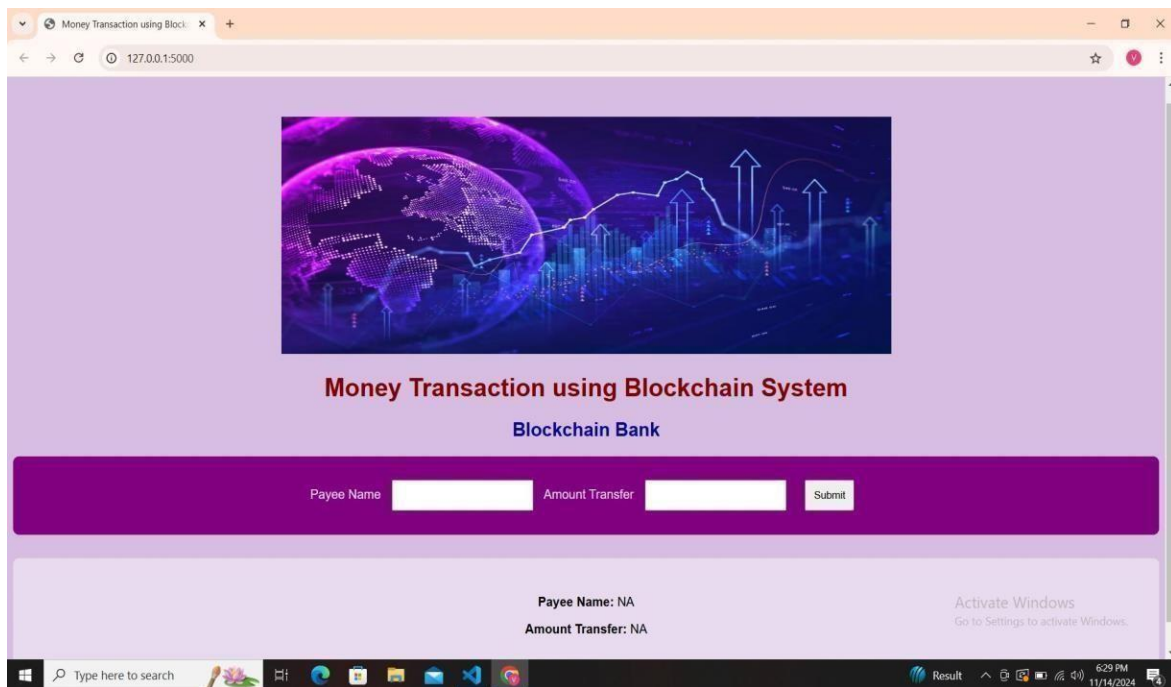 Money Transaction using Block
127.0.0.1:5000
V
Money Transaction using Blockchain System
Blockchain Bank
Payee Name Amount Transfer Submit
Payee Name: NA
Amount Transfer: NA
Activate Windows
Go to Settings to activate Windows.
Type here to search
Result
6:29 PM
11/14/2024
4